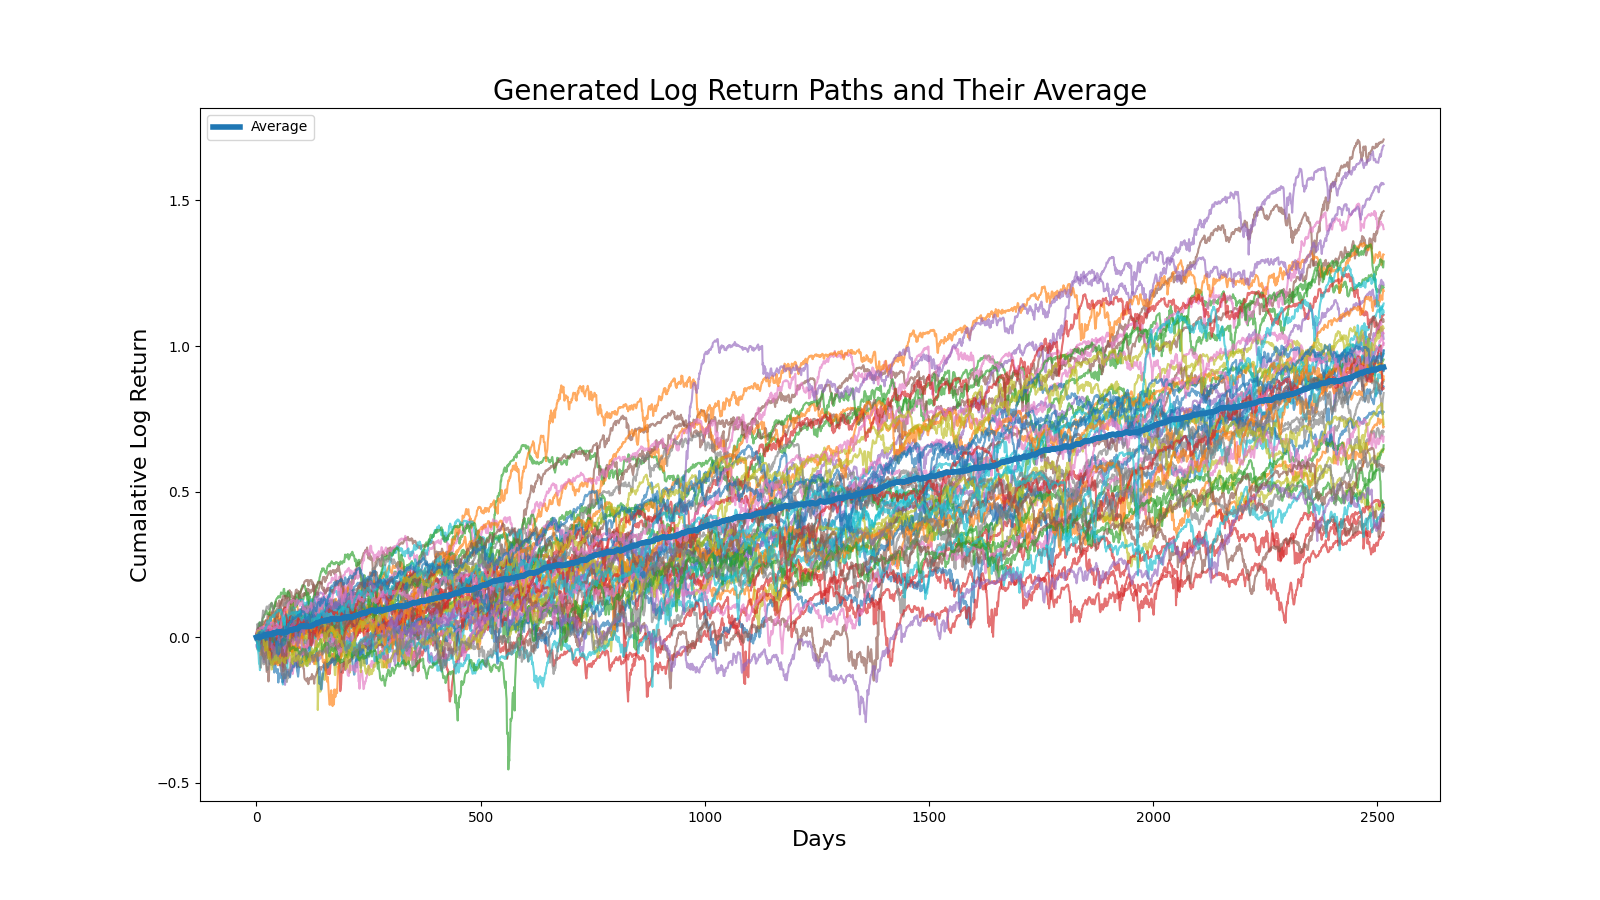 Generated Log Return Paths and Their Average
Average
Cumalative Log Return
1.5
1.0
0.5
0.0
−0.5
0
500
1000
1500
2000
2500
Days